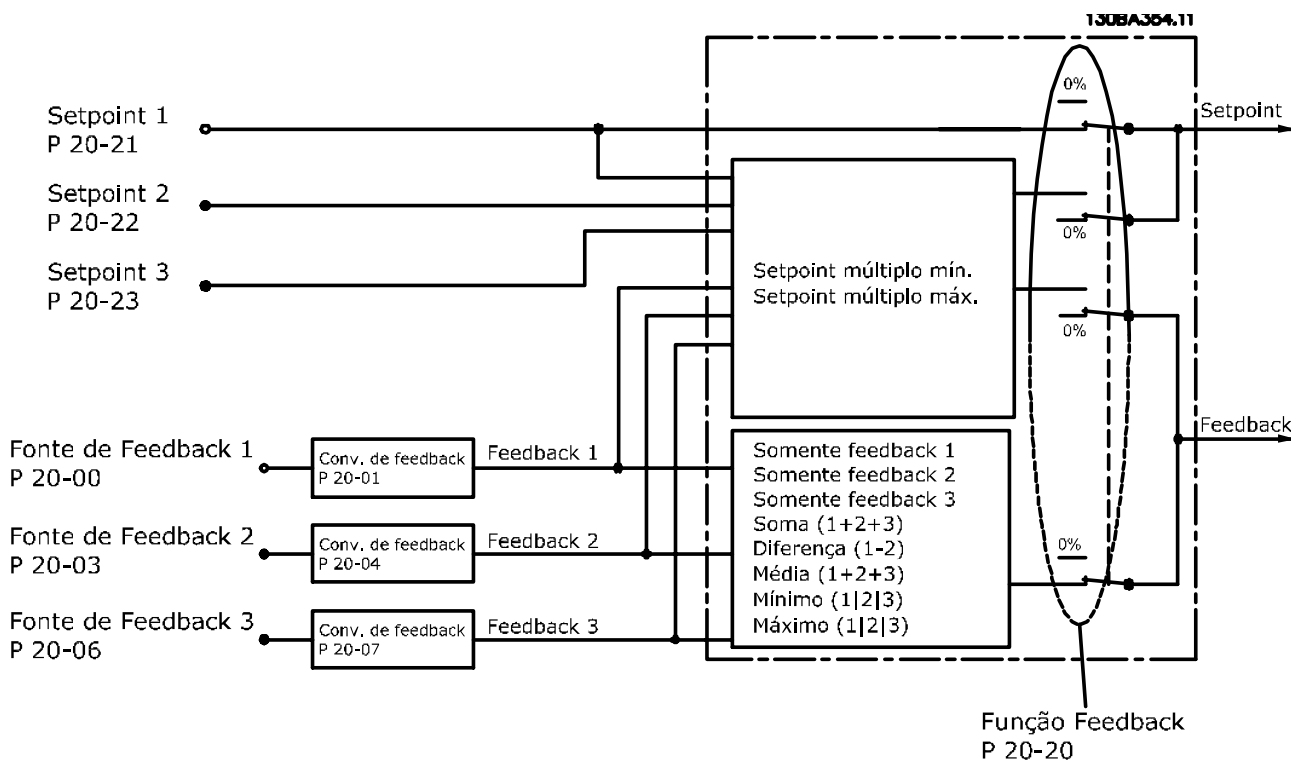 130BA354.11
Setpoint 1
P 20-21
Setpoint 2
P 20-22
Setpoint 3
P 20-23
0%
Setpoint
0%
Setpoint múltiplo mín.
Setpoint múltiplo máx.
0%
Fonte de Feedback 1
P 20-00
Conv. de feedback
P 20-01
Feedback 1
Fonte de Feedback 2
P 20-03
Conv. de feedback
P 20-04
Feedback 2
Fonte de Feedback 3
P 20-06
Conv. de feedback
P 20-07
Feedback 3
Somente feedback 1
Somente feedback 2
Somente feedback 3
Soma (1+2+3)
Diferença (1-2)
Média (1+2+3)
Mínimo (1|2|3)
Máximo (1|2|3)
0%
Feedback
Função Feedback
P 20-20